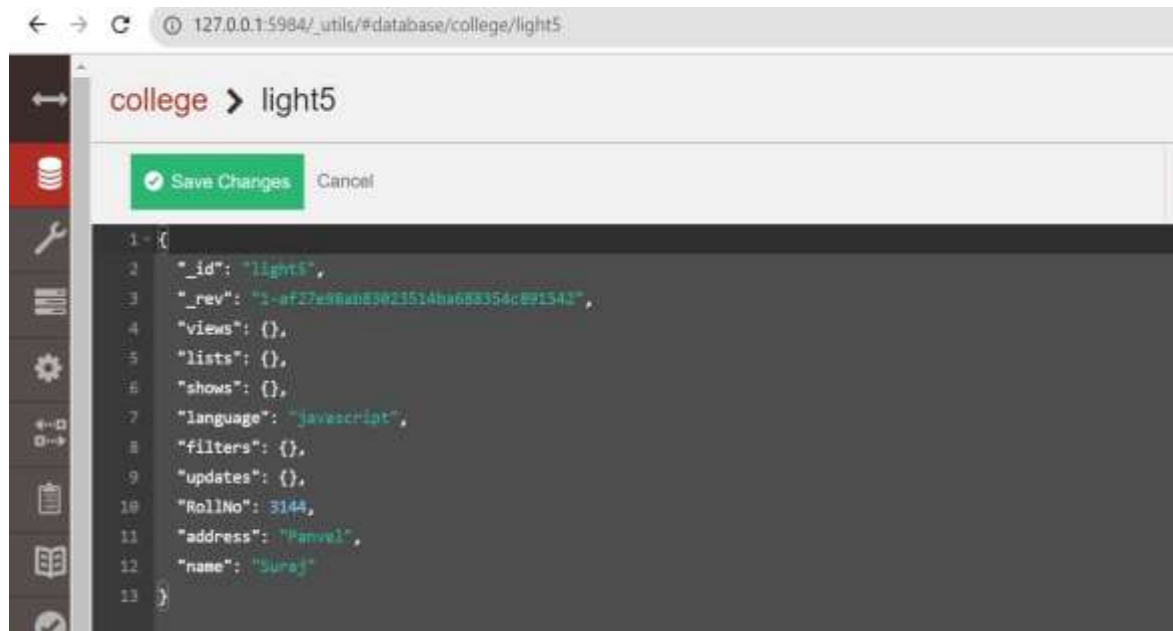 127.0.0.1:5984/_utils/#database/college/light5
college > light5
Save Changes Cancel
1 {
2 "_id": "light5",
3 "_rev":
4 "views": {},
5 "lists": {},
6 "shows": {},
7 "language": "javascript",
8 "filters": {},
9 "updates": {},
10 "RollNo": 3144,
11 "address": "Panvel",
12 "name": "Suraj"
13 }